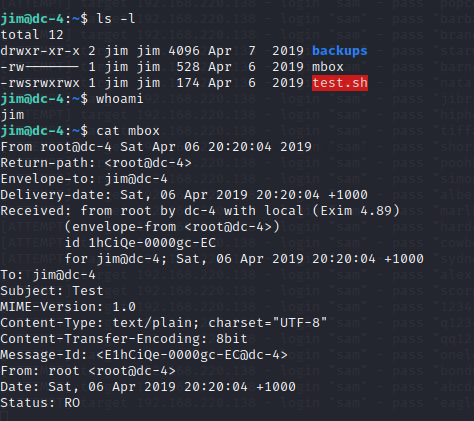 jim@dc-4:~$ ls -l
total 12
drwxr-xr-x 2 jim jim 4096 Apr  7  2019 backups
-rw------- 1 jim jim  528 Apr  6  2019 mbox
-rwsrwxrwx 1 jim jim  174 Apr  6  2019 test.sh
jim@dc-4:~$ whoami
jim
jim@dc-4:~$ cat mbox
From root@dc-4 Sat Apr 06 20:20:04 2019
Return-path: <root@dc-4>
Envelope-to: jim@dc-4
Delivery-date: Sat, 06 Apr 2019 20:20:04 +1000
Received: from root by dc-4 with local (Exim 4.89)
        (envelope-from <root@dc-4>)
        id 1hCiQe-0000gc-EC
        for jim@dc-4; Sat, 06 Apr 2019 20:20:04 +1000
To: jim@dc-4
Subject: Test
MIME-Version: 1.0
Content-Type: text/plain; charset="UTF-8"
Content-Transfer-Encoding: 8bit
Message-Id: <E1hCiQe-0000gc-EC@dc-4>
From: root <root@dc-4>
Date: Sat, 06 Apr 2019 20:20:04 +1000
Status: RO